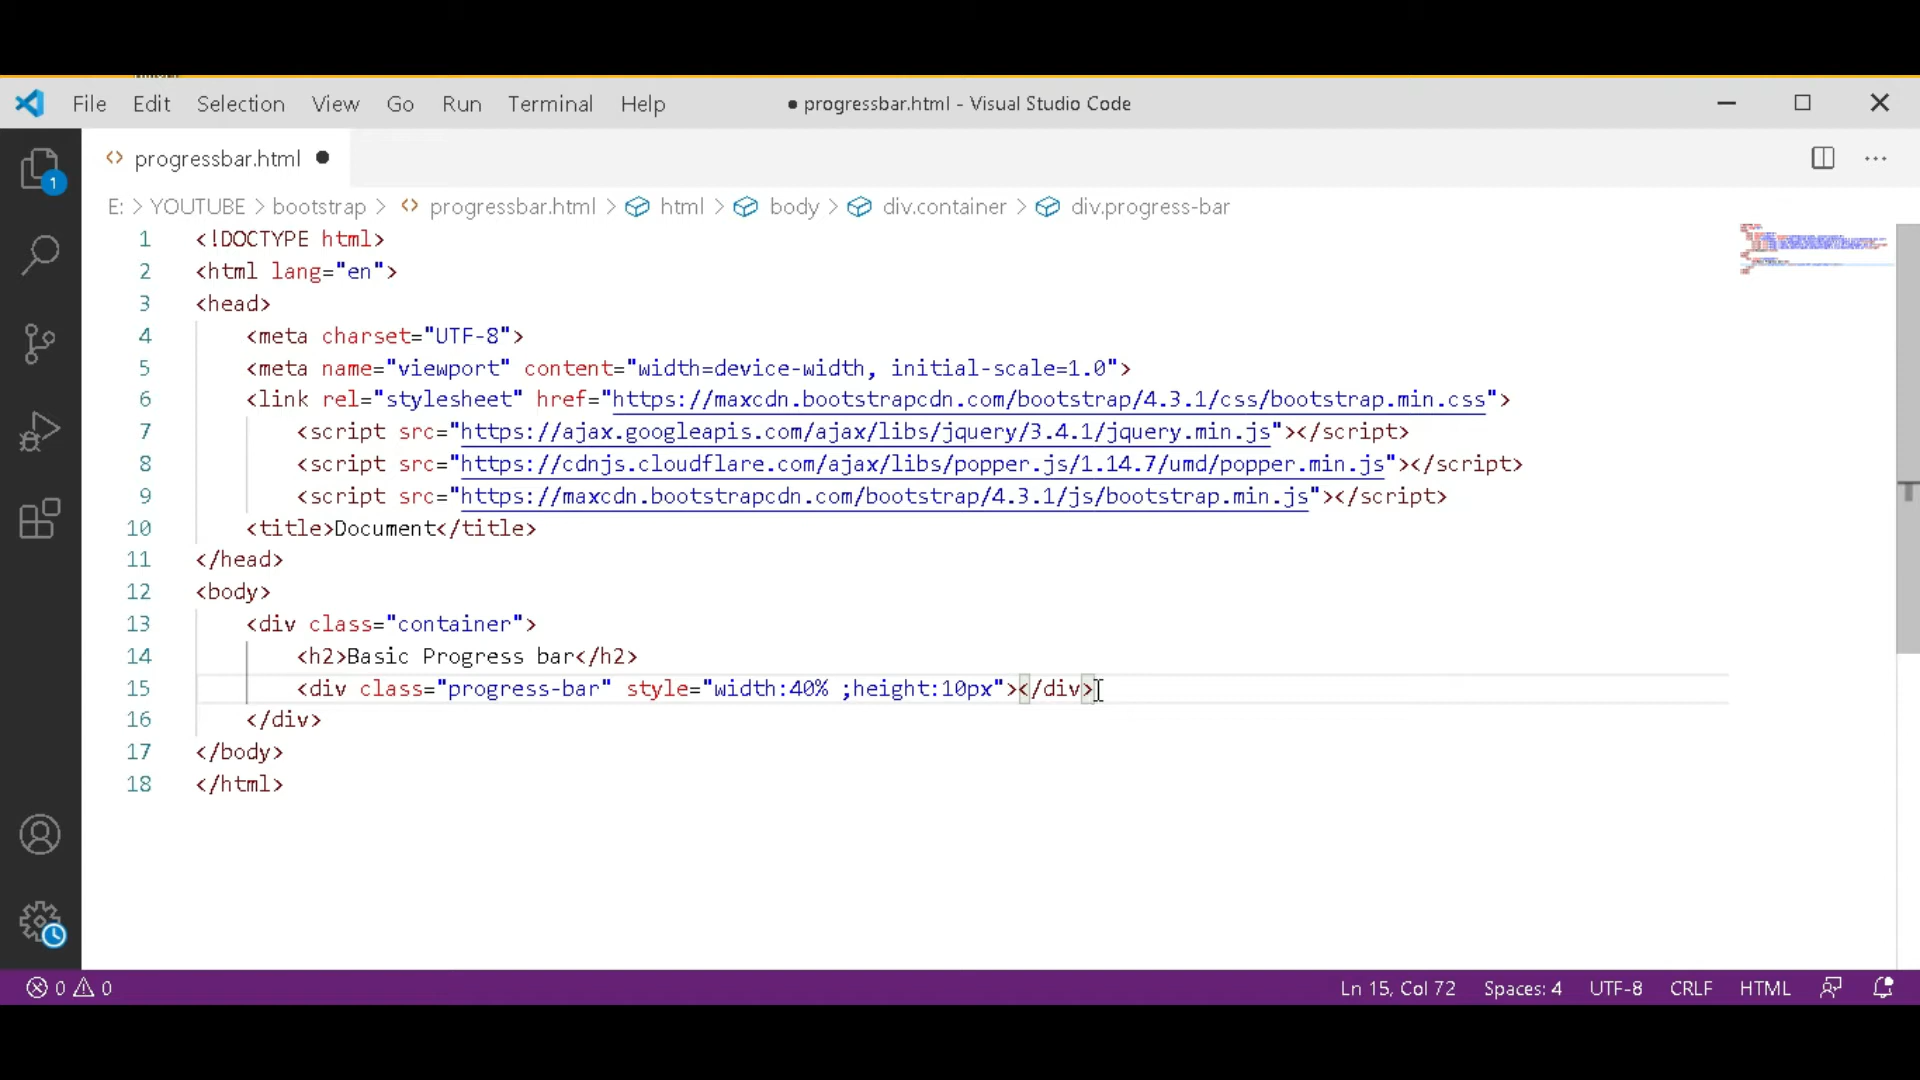 File Edit Selection View Go Run Terminal Help ● progressbar.html - Visual Studio Code
progressbar.html ●
1
E: > YOUTUBE > bootstrap > progressbar.html > html > body > div.container > div.progress-bar
1 <!DOCTYPE html>
2 <html lang="en">
3 <head>
4 <meta charset="UTF-8">
5 <meta name="viewport" content="width=device-width, initial-scale=1.0">
6 <link rel="stylesheet" href="https://maxcdn.bootstrapcdn.com/bootstrap/4.3.1/css/bootstrap.min.css">
7 <script src="https://ajax.googleapis.com/ajax/libs/jquery/3.4.1/jquery.min.js"></script>
8 <script src="https://cdnjs.cloudflare.com/ajax/libs/popper.js/1.14.7/umd/popper.min.js"></script>
9 <script src="https://maxcdn.bootstrapcdn.com/bootstrap/4.3.1/js/bootstrap.min.js"></script>
10 <title>Document</title>
11 </head>
12 <body>
13 <div class="container">
14 <h2>Basic Progress bar</h2>
15 <div class="progress-bar" style="width:40% ;height:10px"></div>
16 </div>
17 </body>
18 </html>
0 0 Ln 15, Col 72 Spaces: 4 UTF-8 CRLF HTML